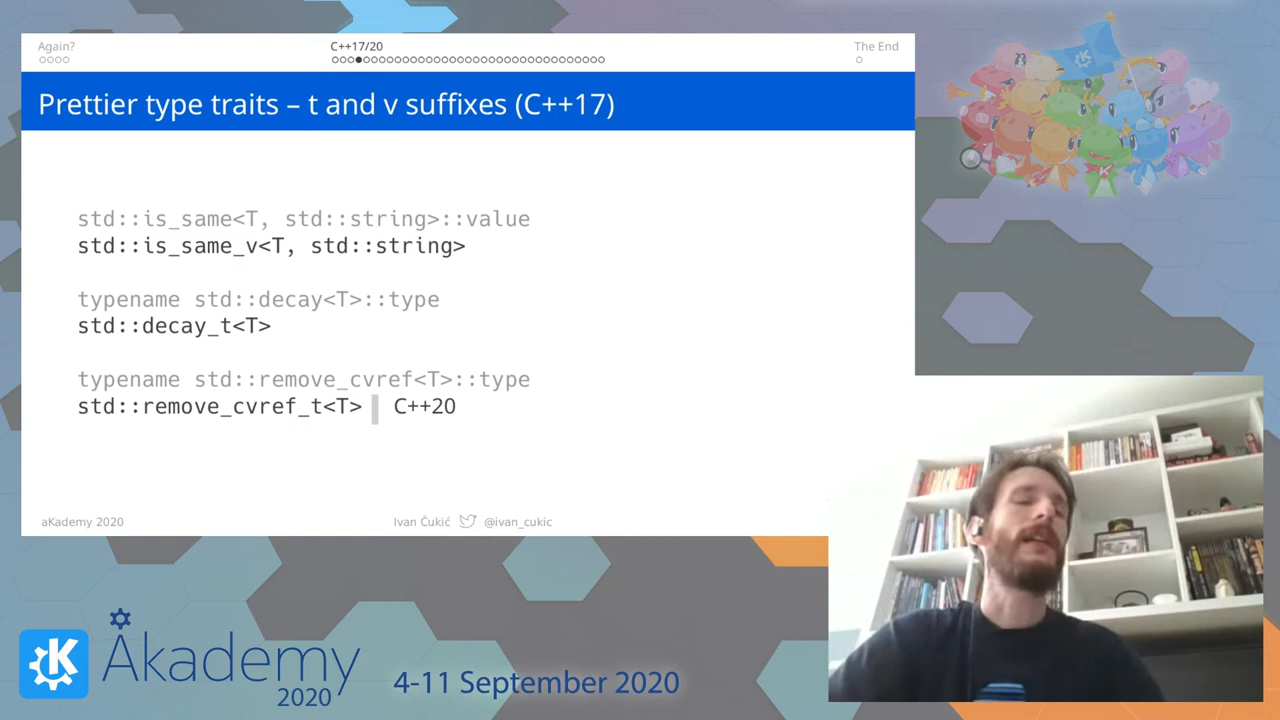 Again?
C++17/20
The End
Prettier type traits – t and v suffixes (C++17)
std::is_same<T, std::string>::value
std::is_same_v<T, std::string>
typename std::decay<T>::type
std::decay_t<T>
typename std::remove_cvref<T>::type
std::remove_cvref_t<T> C++20
aKademy 2020
Ivan Čukić @ivan_cukic
Akademy
2020
4-11 September 2020